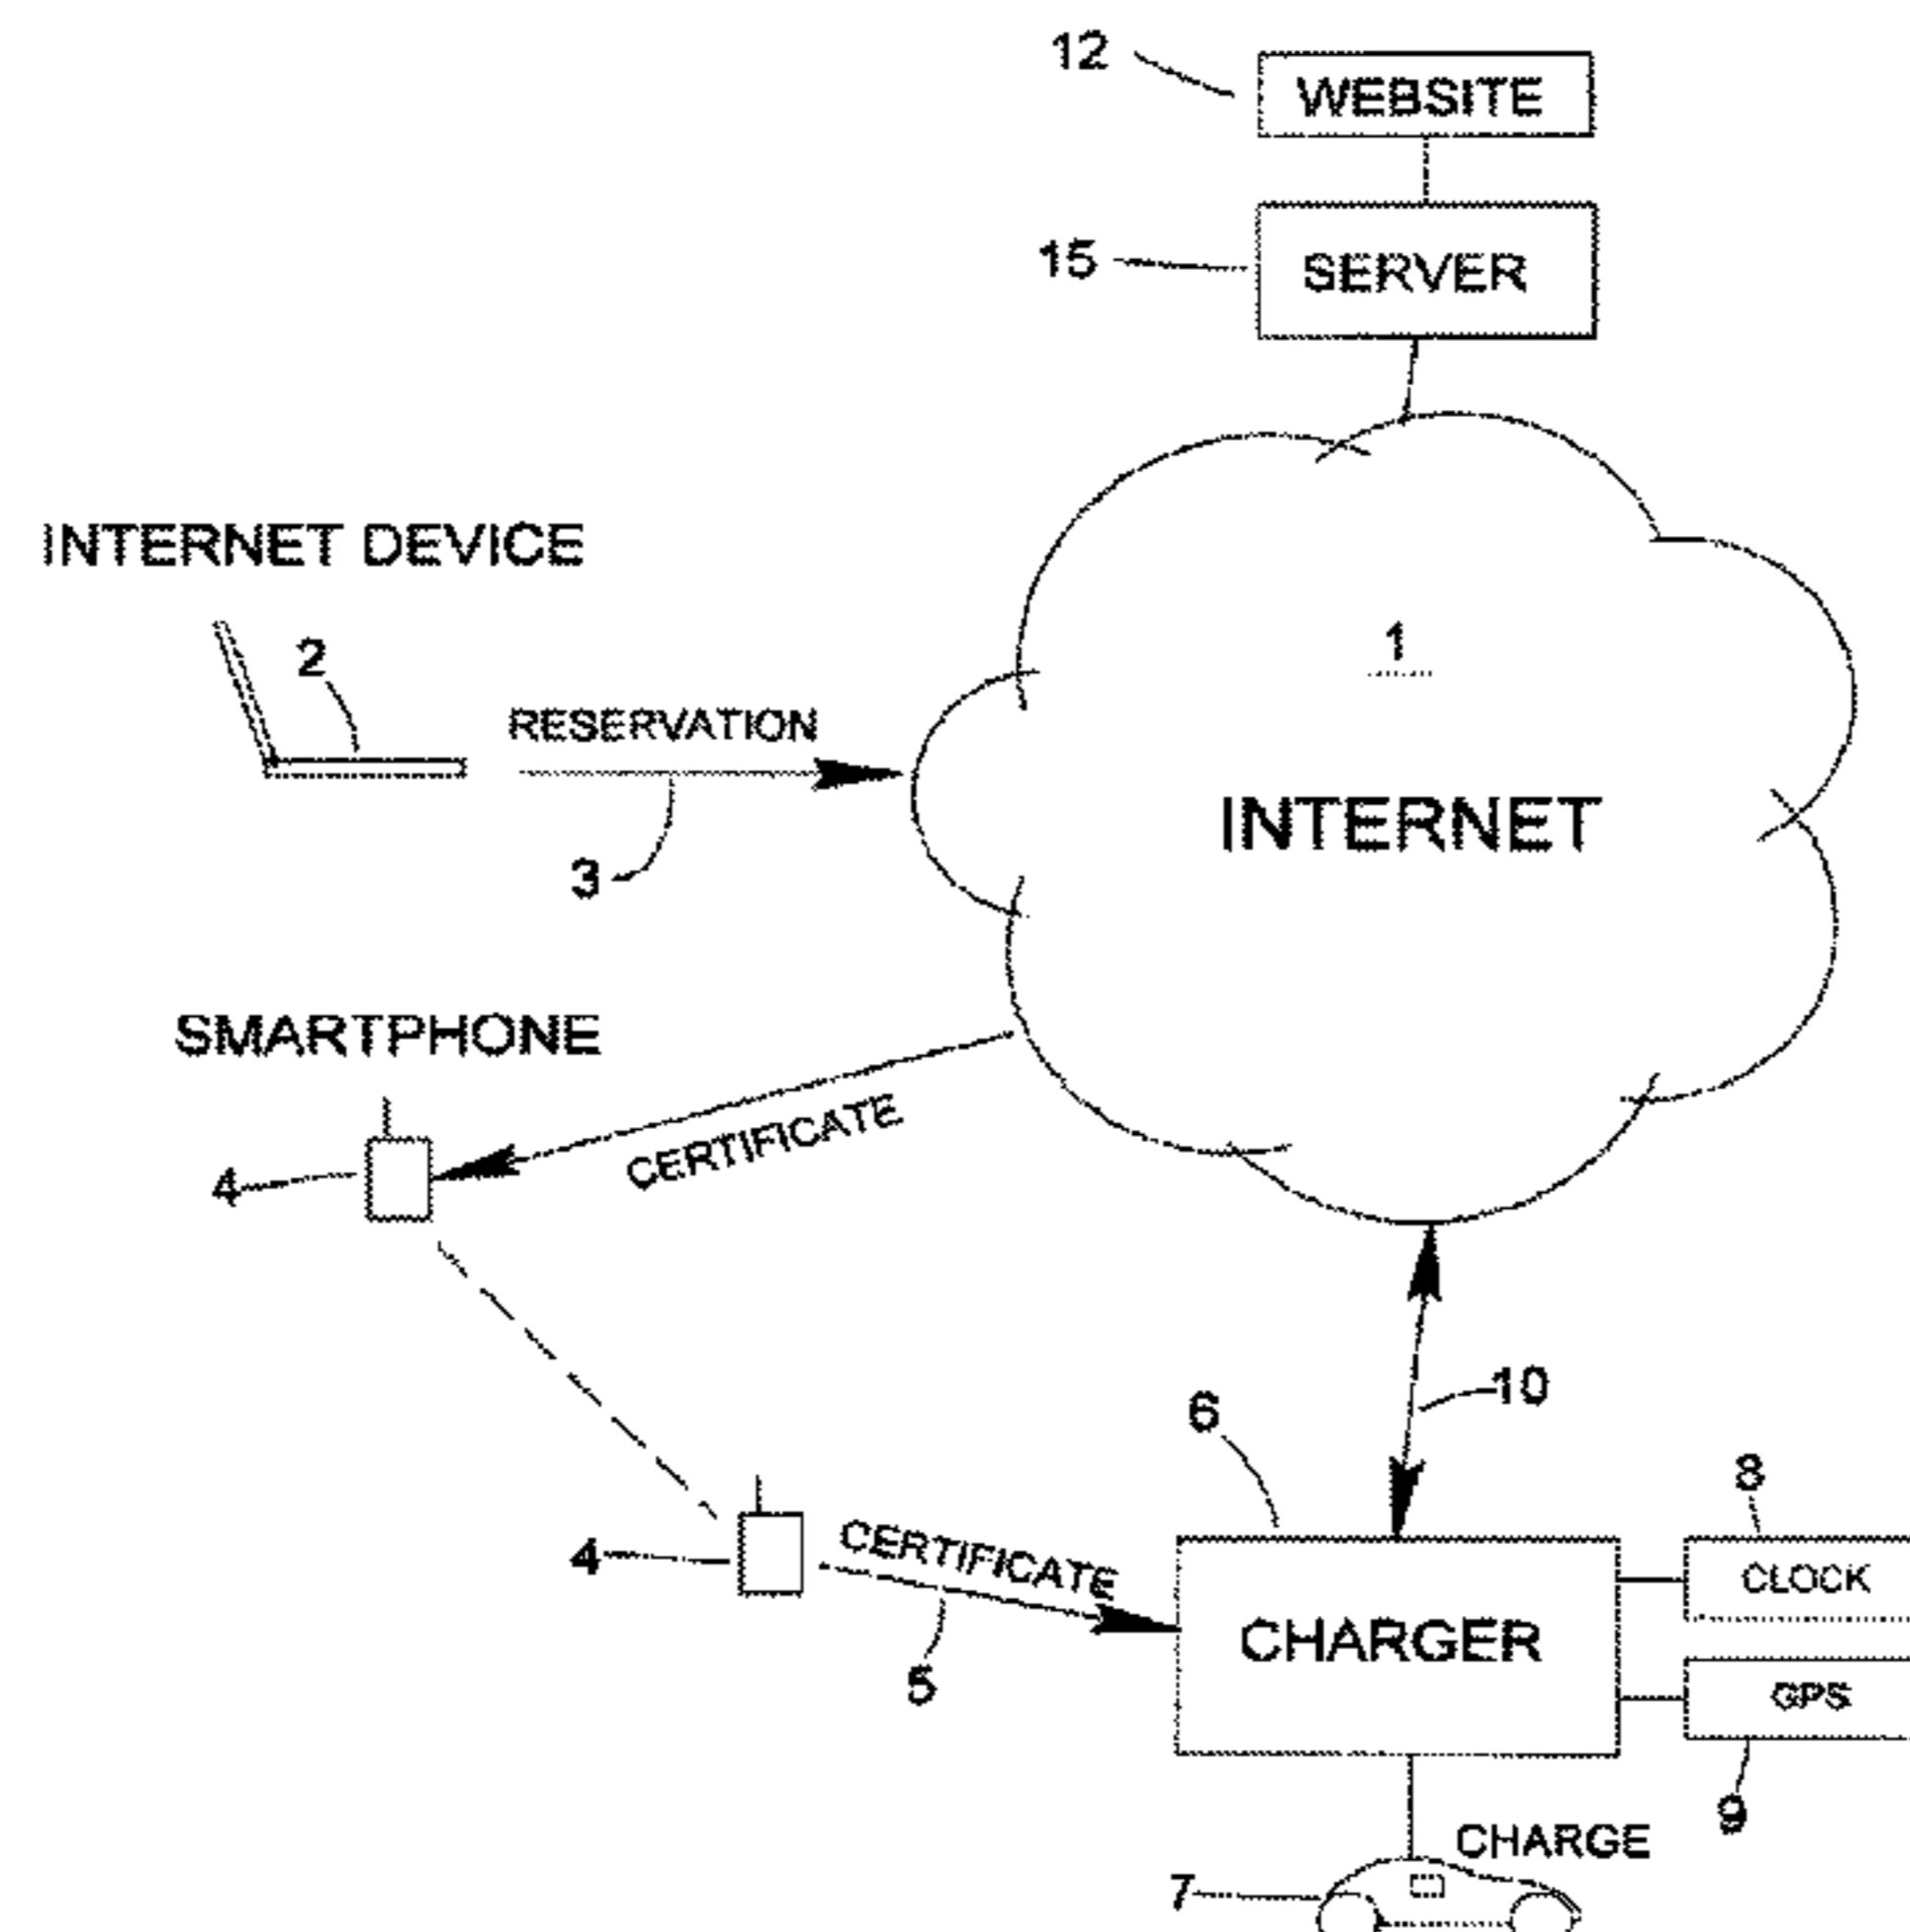 12
WEBSITE
15
SERVER
INTERNET DEVICE
2
RESERVATION
3
1
INTERNET
SMARTPHONE
4
CERTIFICATE
10
6
8
4
CERTIFICATE
5
CHARGER
CLOCK
GPS
9
CHARGE
7